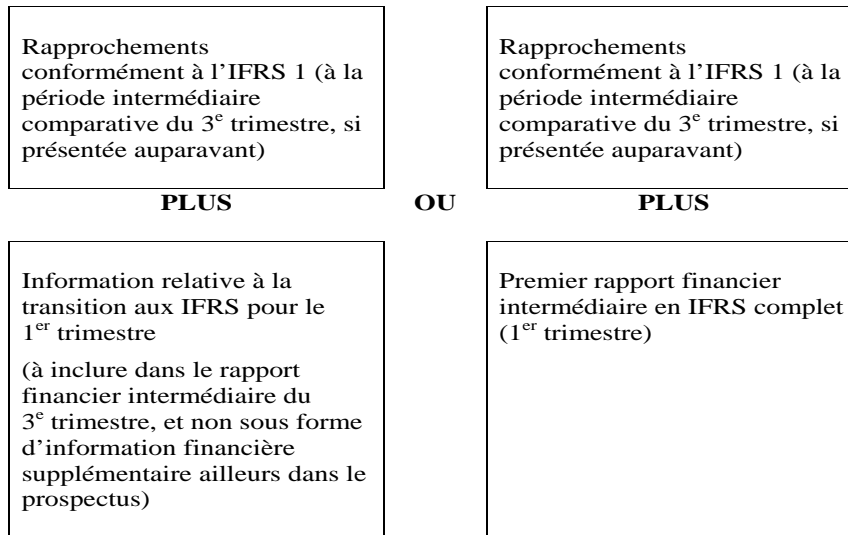 Rapprochements
conformément à l’IFRS 1 (à la
période intermédiaire
comparative du 3e trimestre, si
présentée auparavant)
Rapprochements
conformément à l’IFRS 1 (à la
période intermédiaire
comparative du 3e trimestre, si
présentée auparavant)
PLUS OU PLUS
Information relative à la
transition aux IFRS pour le
1er trimestre
(à inclure dans le rapport
financier intermédiaire du
3e trimestre, et non sous forme
d’information financière
supplémentaire ailleurs dans le
prospectus)
Premier rapport financier
intermédiaire en IFRS complet
(1er trimestre)